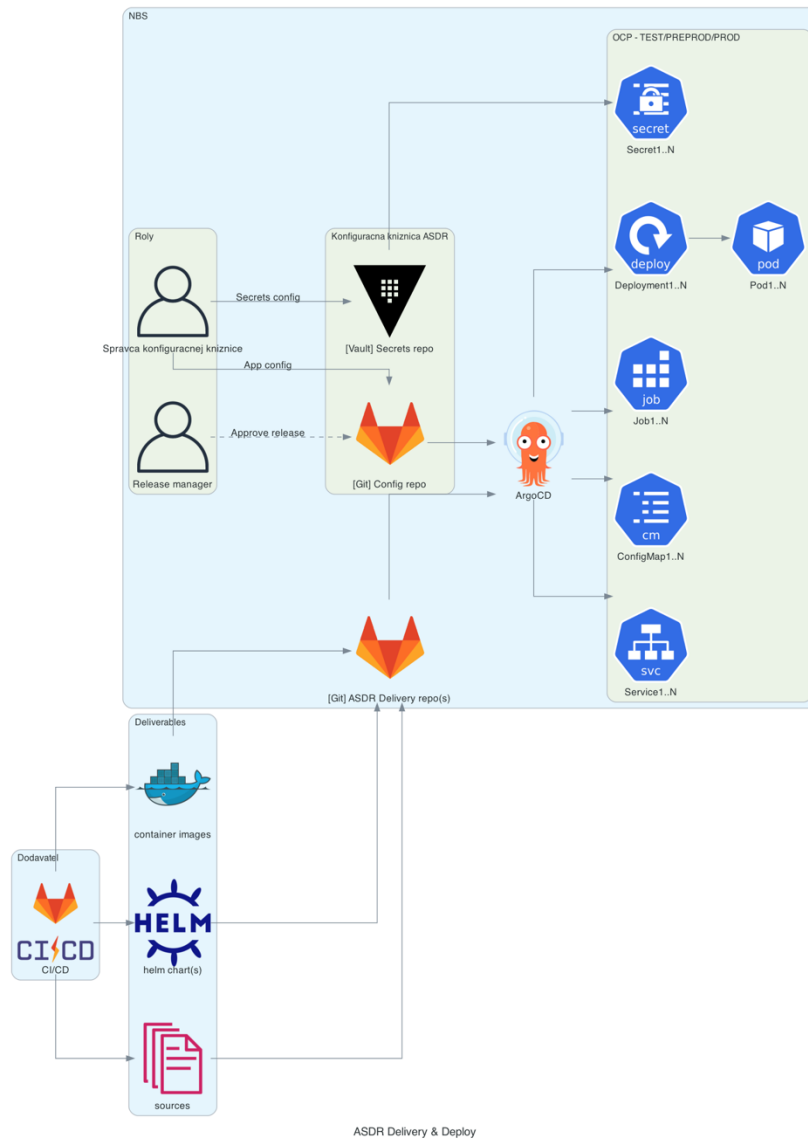 NBS
OCP - TEST/PREPROD/PROD
secret
Secret1..N
Roly
Konfiguracna kniznica ASDR
deploy
pod
Deployment1..N
Pod1..N
Secrets config
Spravca konfiguracnej kniznice
[Vault] Secrets repo
App config
job
Job1..N
Approve release
Release manager
[Git] Config repo
ArgoCD
cm
ConfigMap1..N
svc
[Git] ASDR Delivery repo(s)
Service1..N
Deliverables
container images
Dodavatel
HELM
CI/CD
CI/CD
helm chart(s)
sources
ASDR Delivery & Deploy